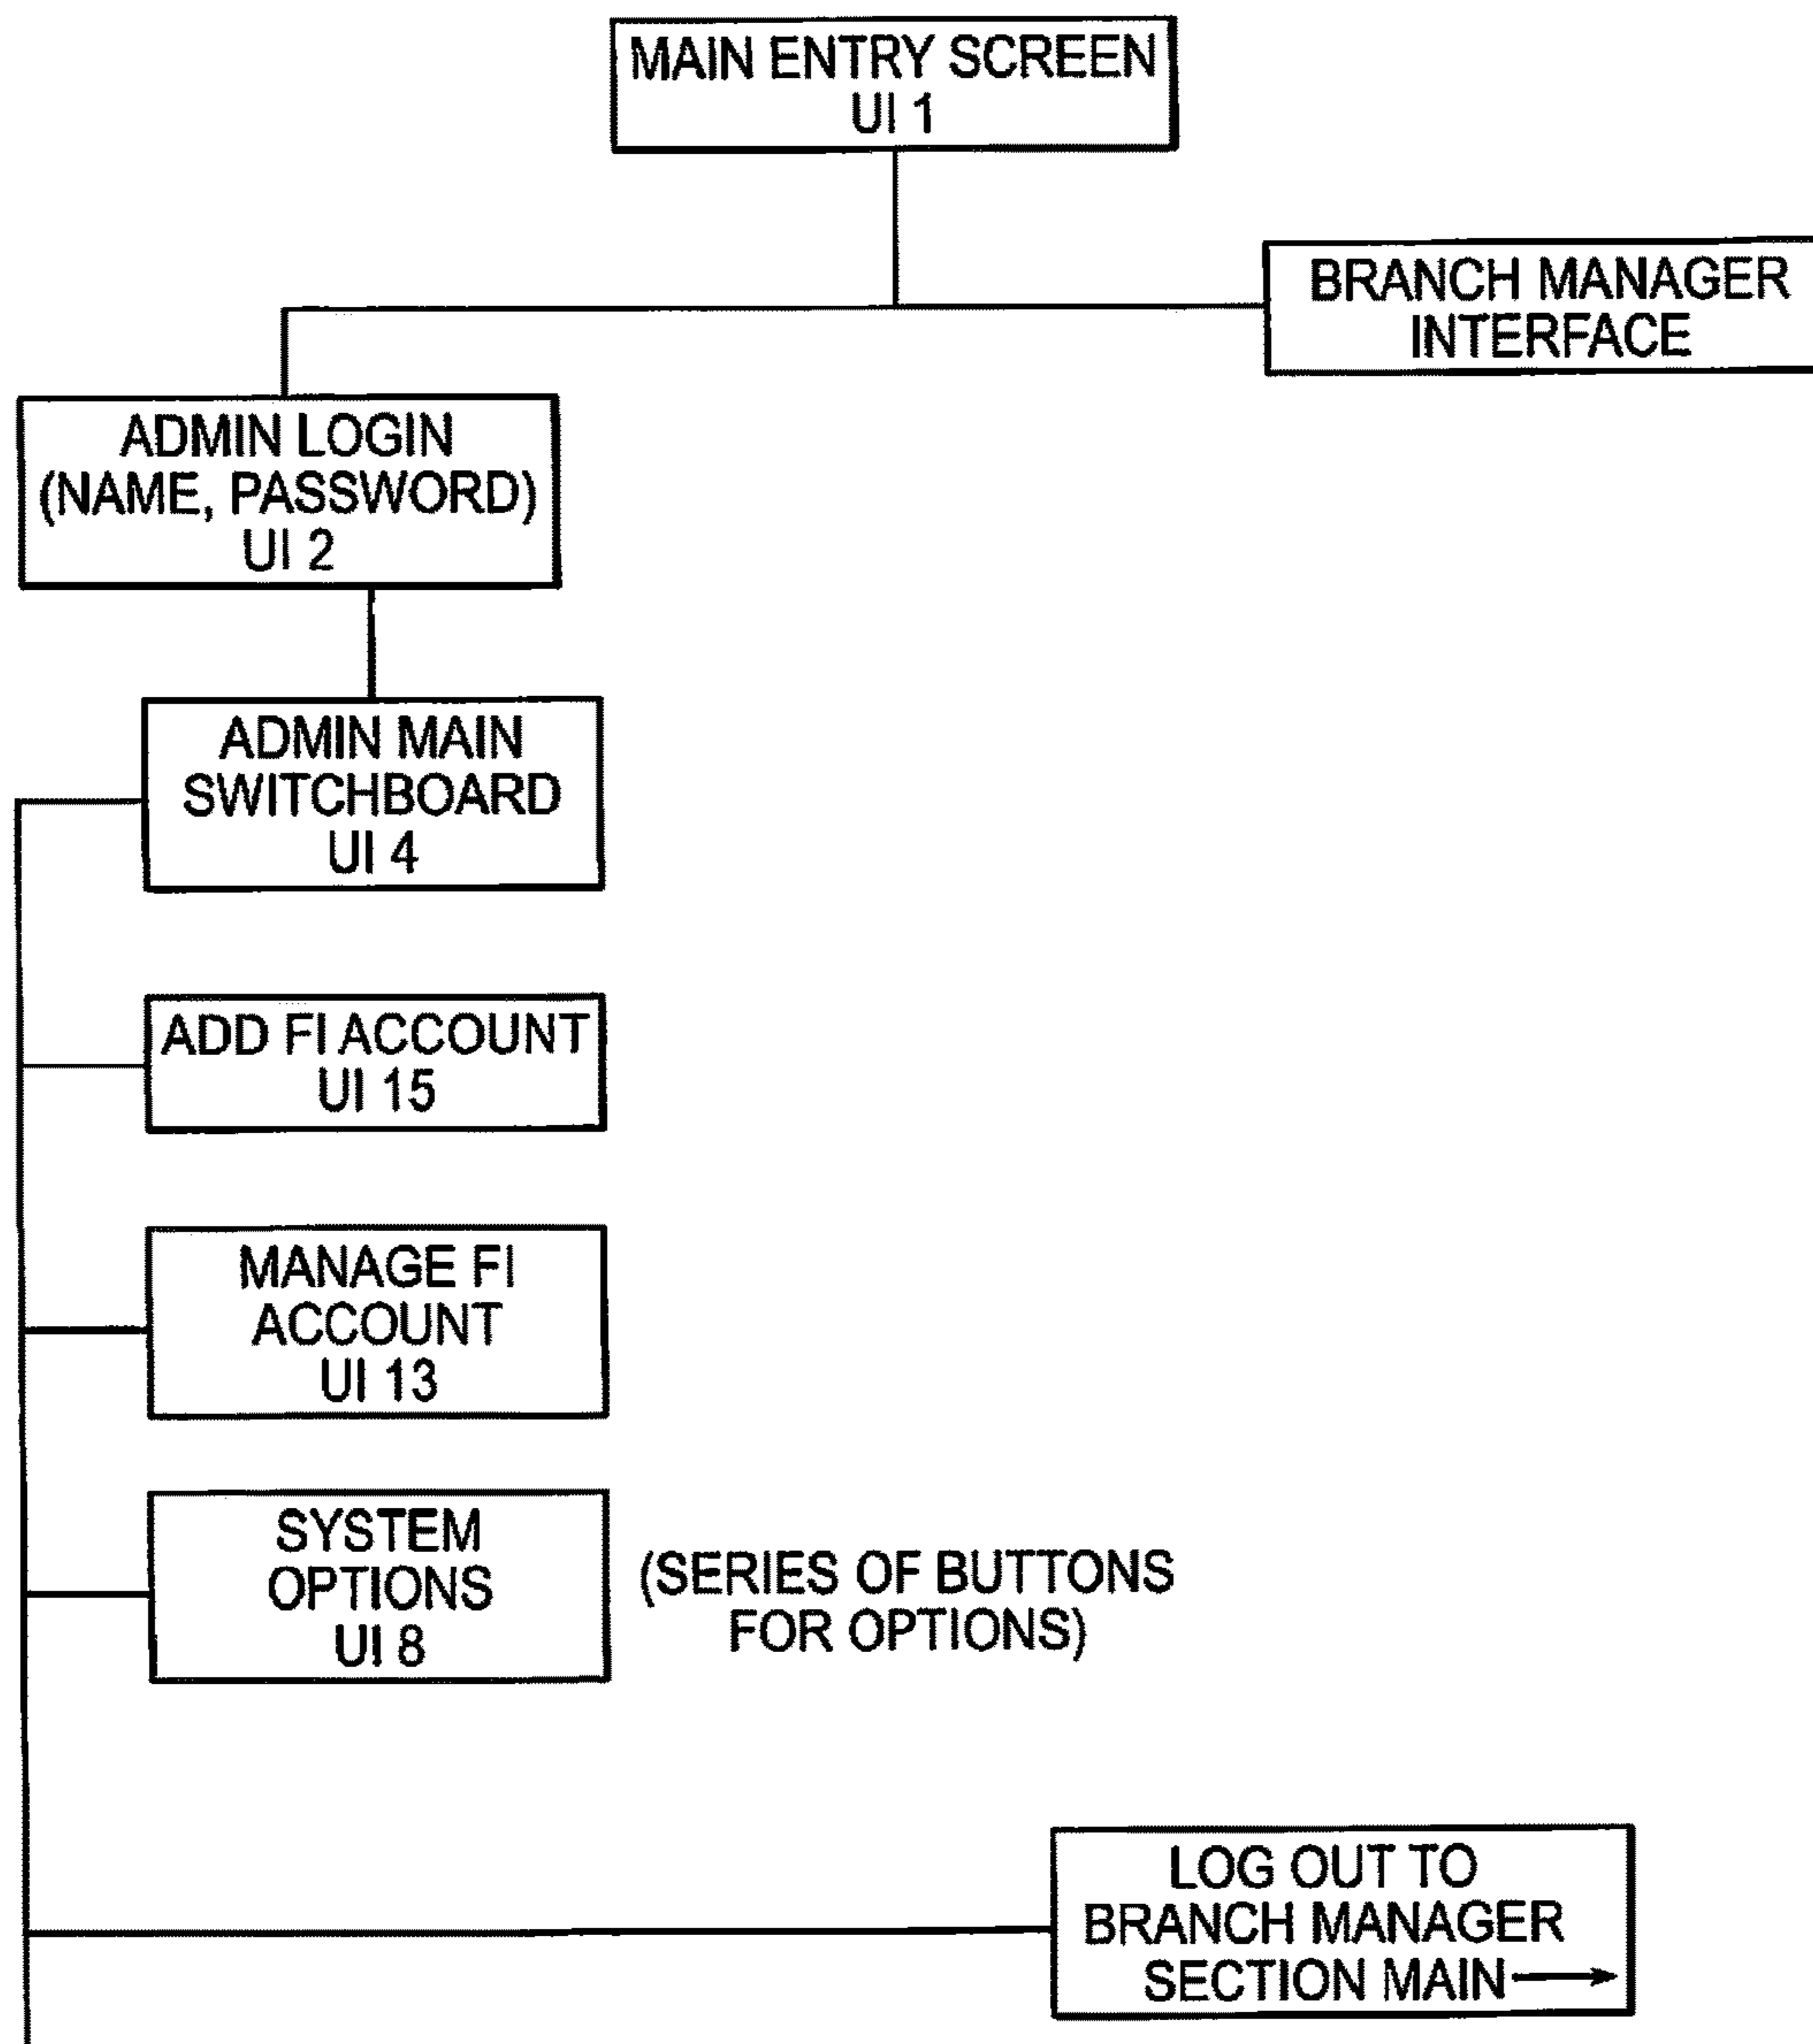 MAIN ENTRY SCREEN
UI 1
BRANCH MANAGER
INTERFACE
ADMIN LOGIN
(NAME, PASSWORD)
UI 2
ADMIN MAIN
SWITCHBOARD
UI 4
ADD FI ACCOUNT
UI 15
MANAGE FI
ACCOUNT
UI 13
SYSTEM
OPTIONS
UI 8
(SERIES OF BUTTONS
FOR OPTIONS)
LOG OUT TO
BRANCH MANAGER
SECTION MAIN